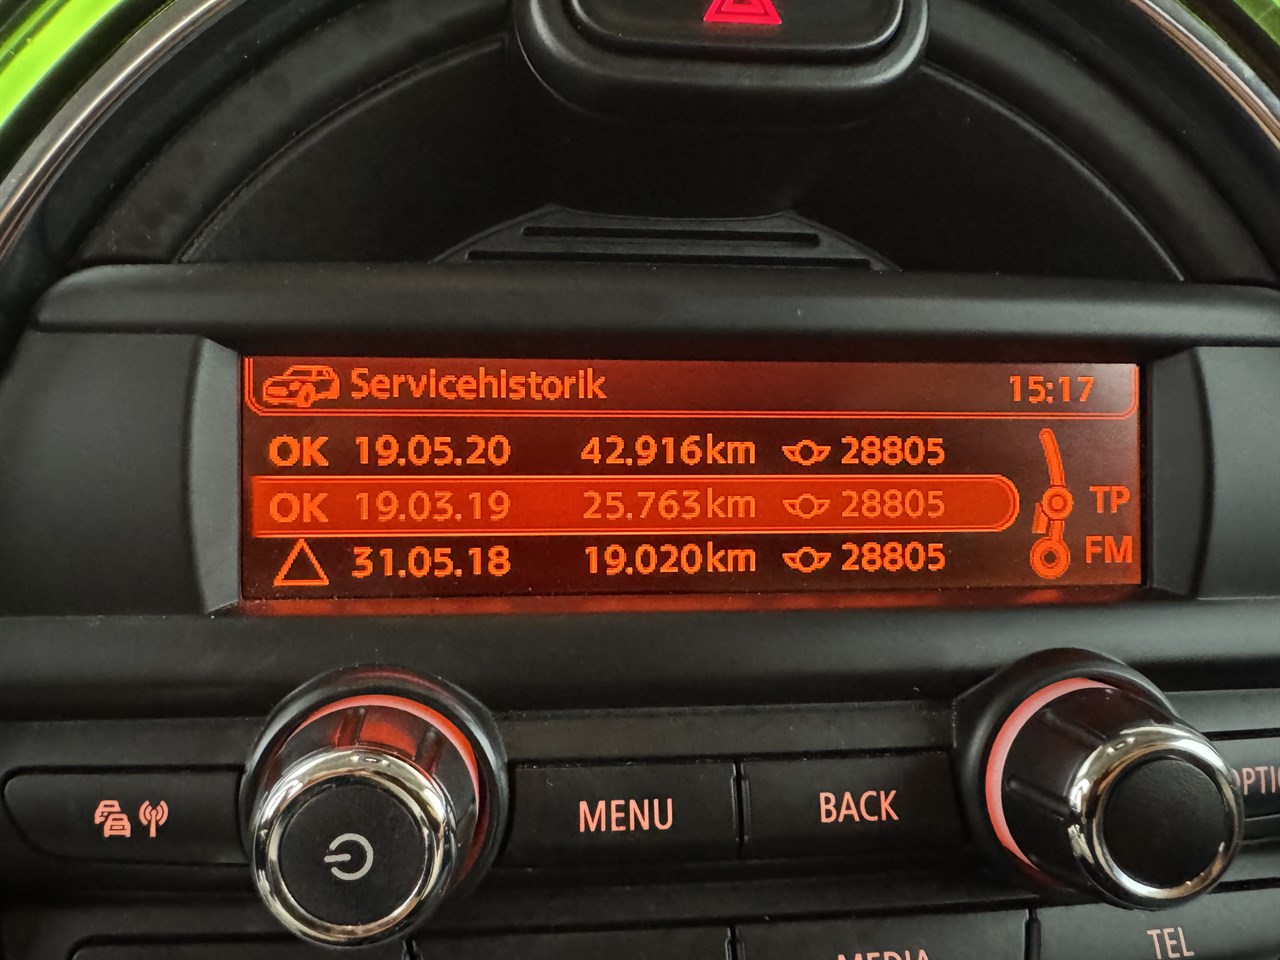 Servicehistorik 15:17
OK 19.05.20 42.916km 28805
OK 19.03.19 25.763km 28805
TP
31.05.18 19.020km 28805
FM
MENU
BACK
MEDIA
TEL